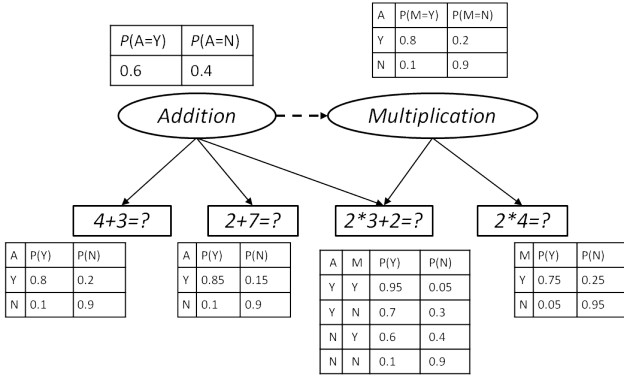 P(A=Y) P(A=N)
0.6 0.4
A P(M=Y) P(M=N)
Y 0.8 0.2
N 0.1 0.9
Addition Multiplication
4+3=? 2+7=? 2*3+2=? 2*4=?
A P(Y) P(N)
Y 0.8 0.2
N 0.1 0.9
A P(Y) P(N)
Y 0.85 0.15
N 0.1 0.9
A M P(Y) P(N)
Y Y 0.95 0.05
Y N 0.7 0.3
N Y 0.6 0.4
N N 0.1 0.9
M P(Y) P(N)
Y 0.75 0.25
N 0.05 0.95